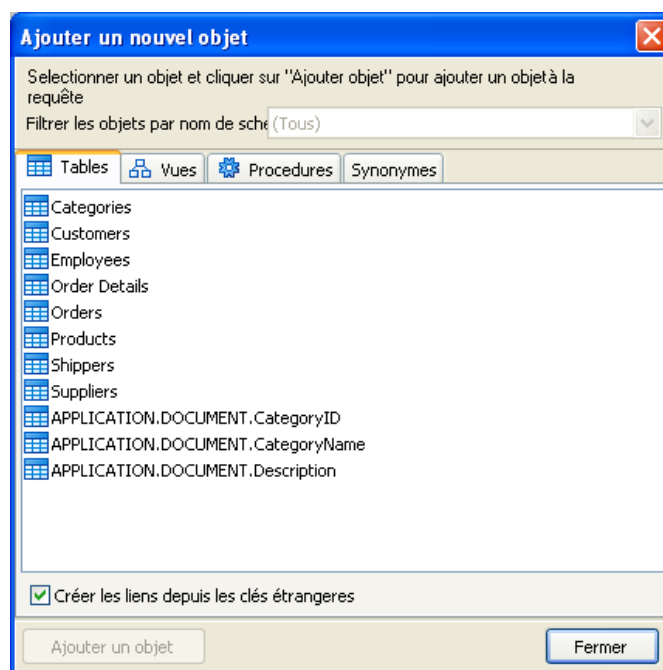 Ajouter un nouvel objet
Selectionner un objet et cliquer sur "Ajouter objet" pour ajouter un objet à la
requête
Filtrer les objets par nom de sché (Tous)
Tables Vues Procedures Synonymes
Categories
Customers
Employees
Order Details
Orders
Products
Shippers
Suppliers
APPLICATION.DOCUMENT.CategoryID
APPLICATION.DOCUMENT.CategoryName
APPLICATION.DOCUMENT.Description
Créer les liens depuis les clés étrangeres
Ajouter un objet Fermer